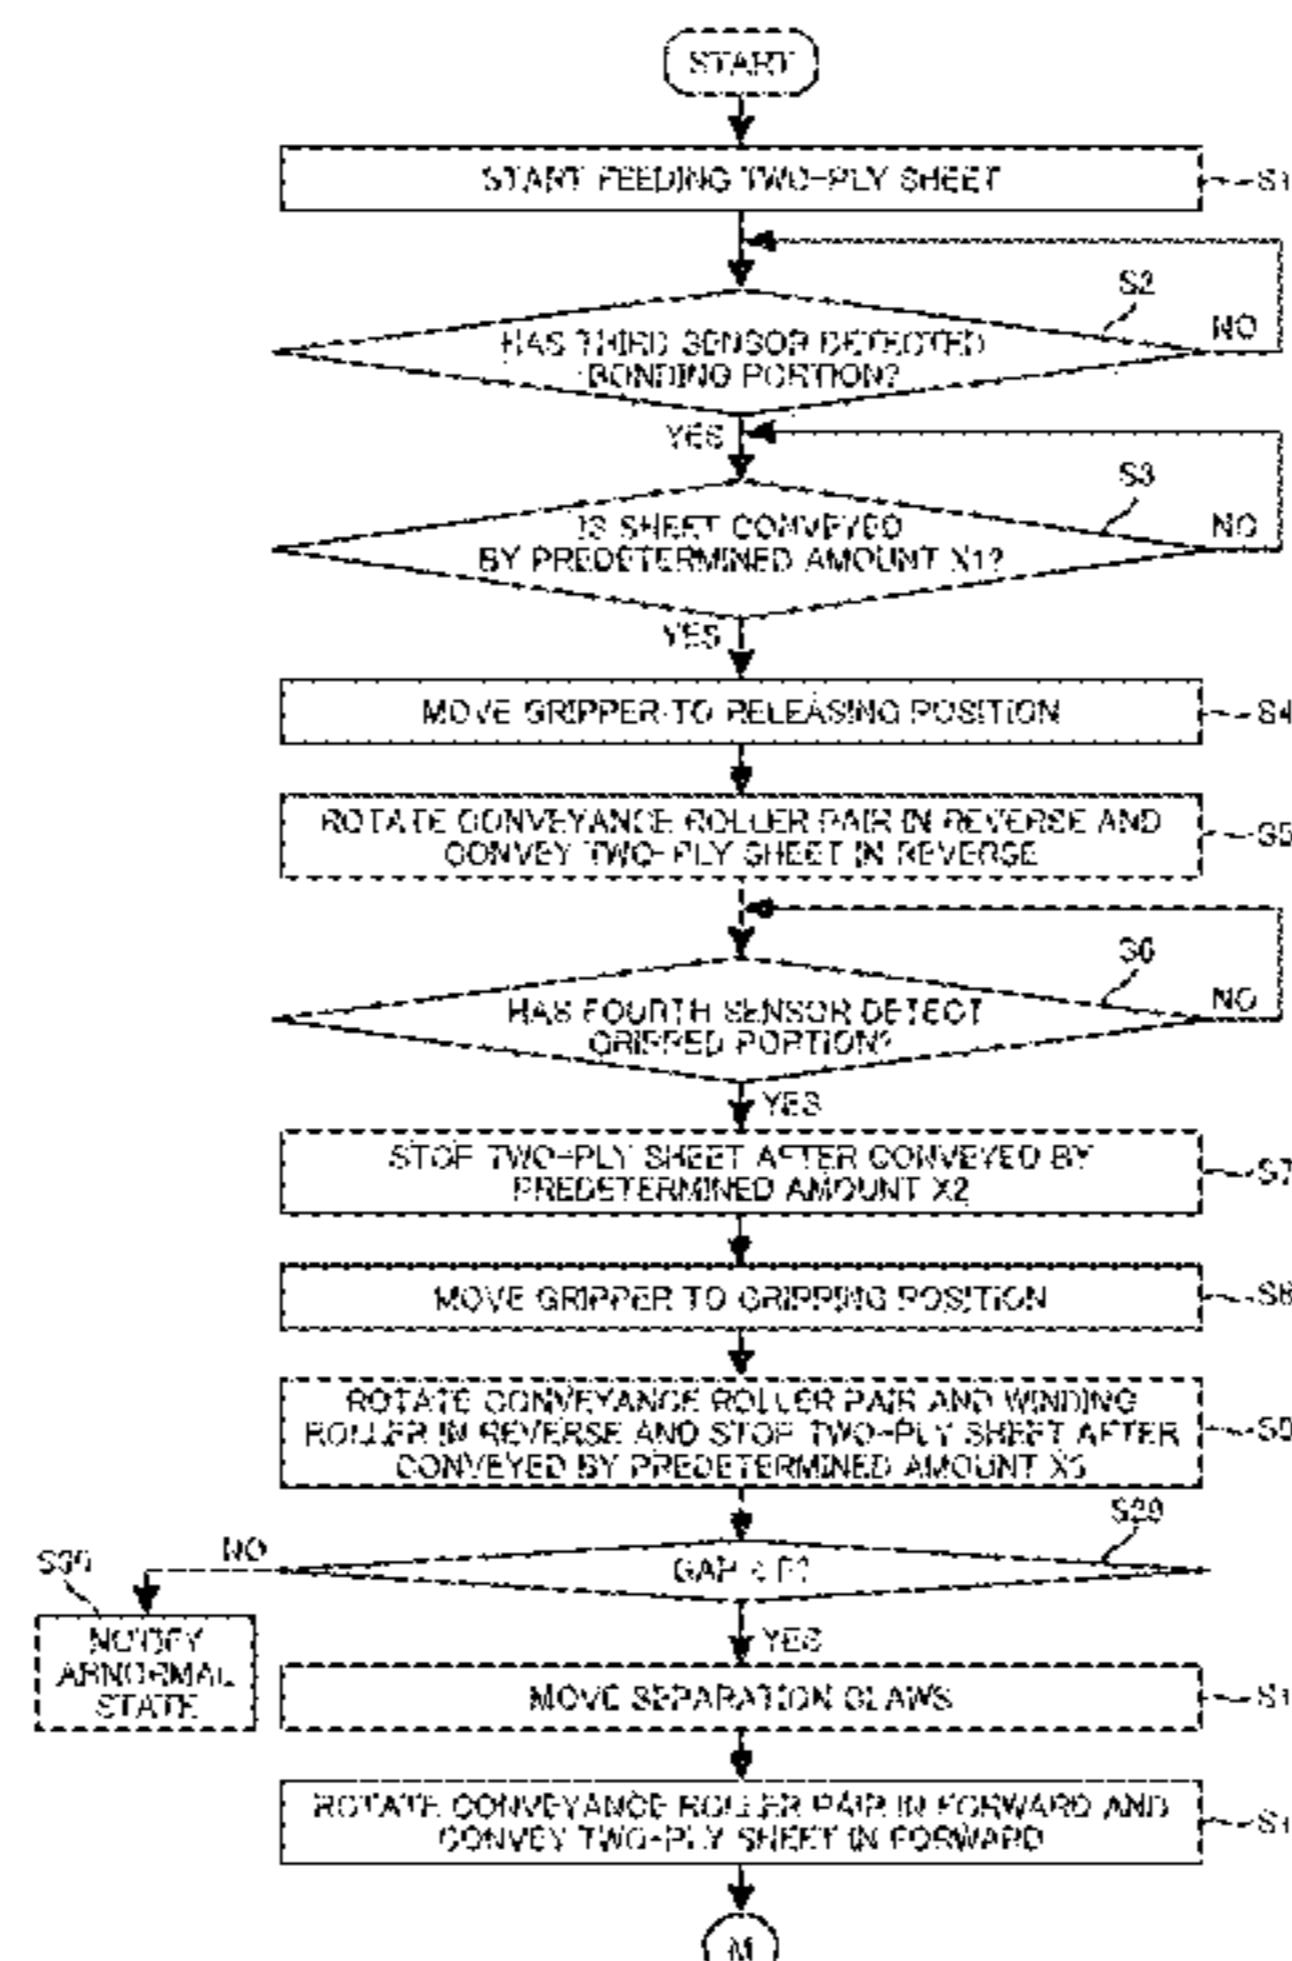 START
START FEEDING TWO-PLY SHEET
S1
S2
HAS THIRD SENSOR DETECTED
BONDING PORTION?
NO
YES
S3
IS SHEET CONVEYED
BY PREDETERMINED AMOUNT X1?
NO
YES
MOVE GRIPPER TO RELEASING POSITION
S4
ROTATE CONVEYANCE ROLLER PAIR IN REVERSE AND
CONVEY TWO-PLY SHEET IN REVERSE
S5
S6
HAS FOURTH SENSOR DETECT
GRIPPED PORTION?
NO
YES
STOP TWO-PLY SHEET AFTER CONVEYED BY
PREDETERMINED AMOUNT X2
S7
MOVE GRIPPER TO GRIPPING POSITION
S8
ROTATE CONVEYANCE ROLLER PAIR AND WINDING
ROLLER IN REVERSE AND STOP TWO-PLY SHEET AFTER
CONVEYED BY PREDETERMINED AMOUNT X3
S9
GAP
NO
YES
NOTIFY
ABNORMAL
STATE
MOVE SEPARATION CLAWS
S1
ROTATE CONVEYANCE ROLLER PAIR IN FORWARD AND
CONVEY TWO-PLY SHEET IN FORWARD
S1
M